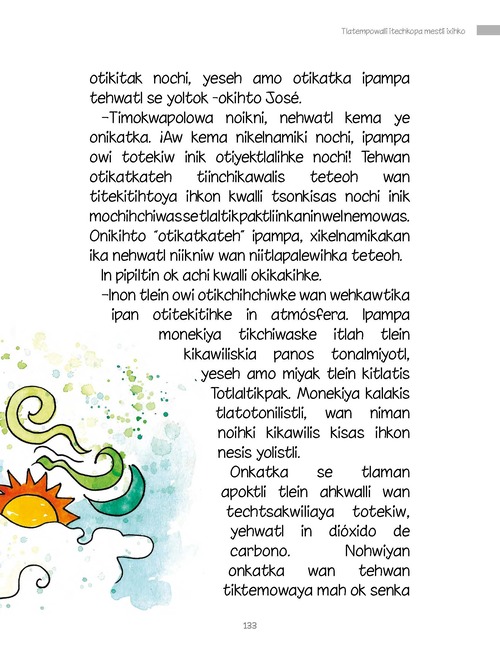 Tlatempowalli itechkopa mestli ixihko
otikitak nochi, yeseh amo otikatka ipampa
tehwatl se yoltok –okihto José.
–Timokwapolowa noikni, nehwatl kema ye
onikatka. ¡Aw kema nikelnamiki nochi, ipampa
owi totekiw inik otiyektlalihke nochi! Tehwan
otikatkateh tiinchikawalis teteoh wan
titekitihtoya ihkon kwalli tsonkisas nochi inik
mochihchiwas se tlaltikpak tliinkanin welnemowas.
Onikihto “otikatkateh” ipampa, xikelnamikakan
ika nehwatl niikniw wan niitlapalewihka teteoh.
In pipiltin ok achi kwalli okikakihke.
–Inon tlein owi otikchihchiwke wan wehkawtika
ipan otitekitihke in atmósfera. Ipampa
monekiya tikchiwaske itlah tlein
kikawiliskia panos tonalmiyotl,
yeseh amo miyak tlein kitlatis
Totlaltikpak. Monekiya kalakis
tlatotonilistli, wan niman
noihki kikawilis kisas ihkon
nesis yolistli.
Onkatka se tlaman
apoktli tlein ahkwalli wan
techtsakwiliaya totekiw,
yehwatl in dióxido de
carbono. Nohwiyan
onkatka wan tehwan
tiktemowaya mah ok senka
133